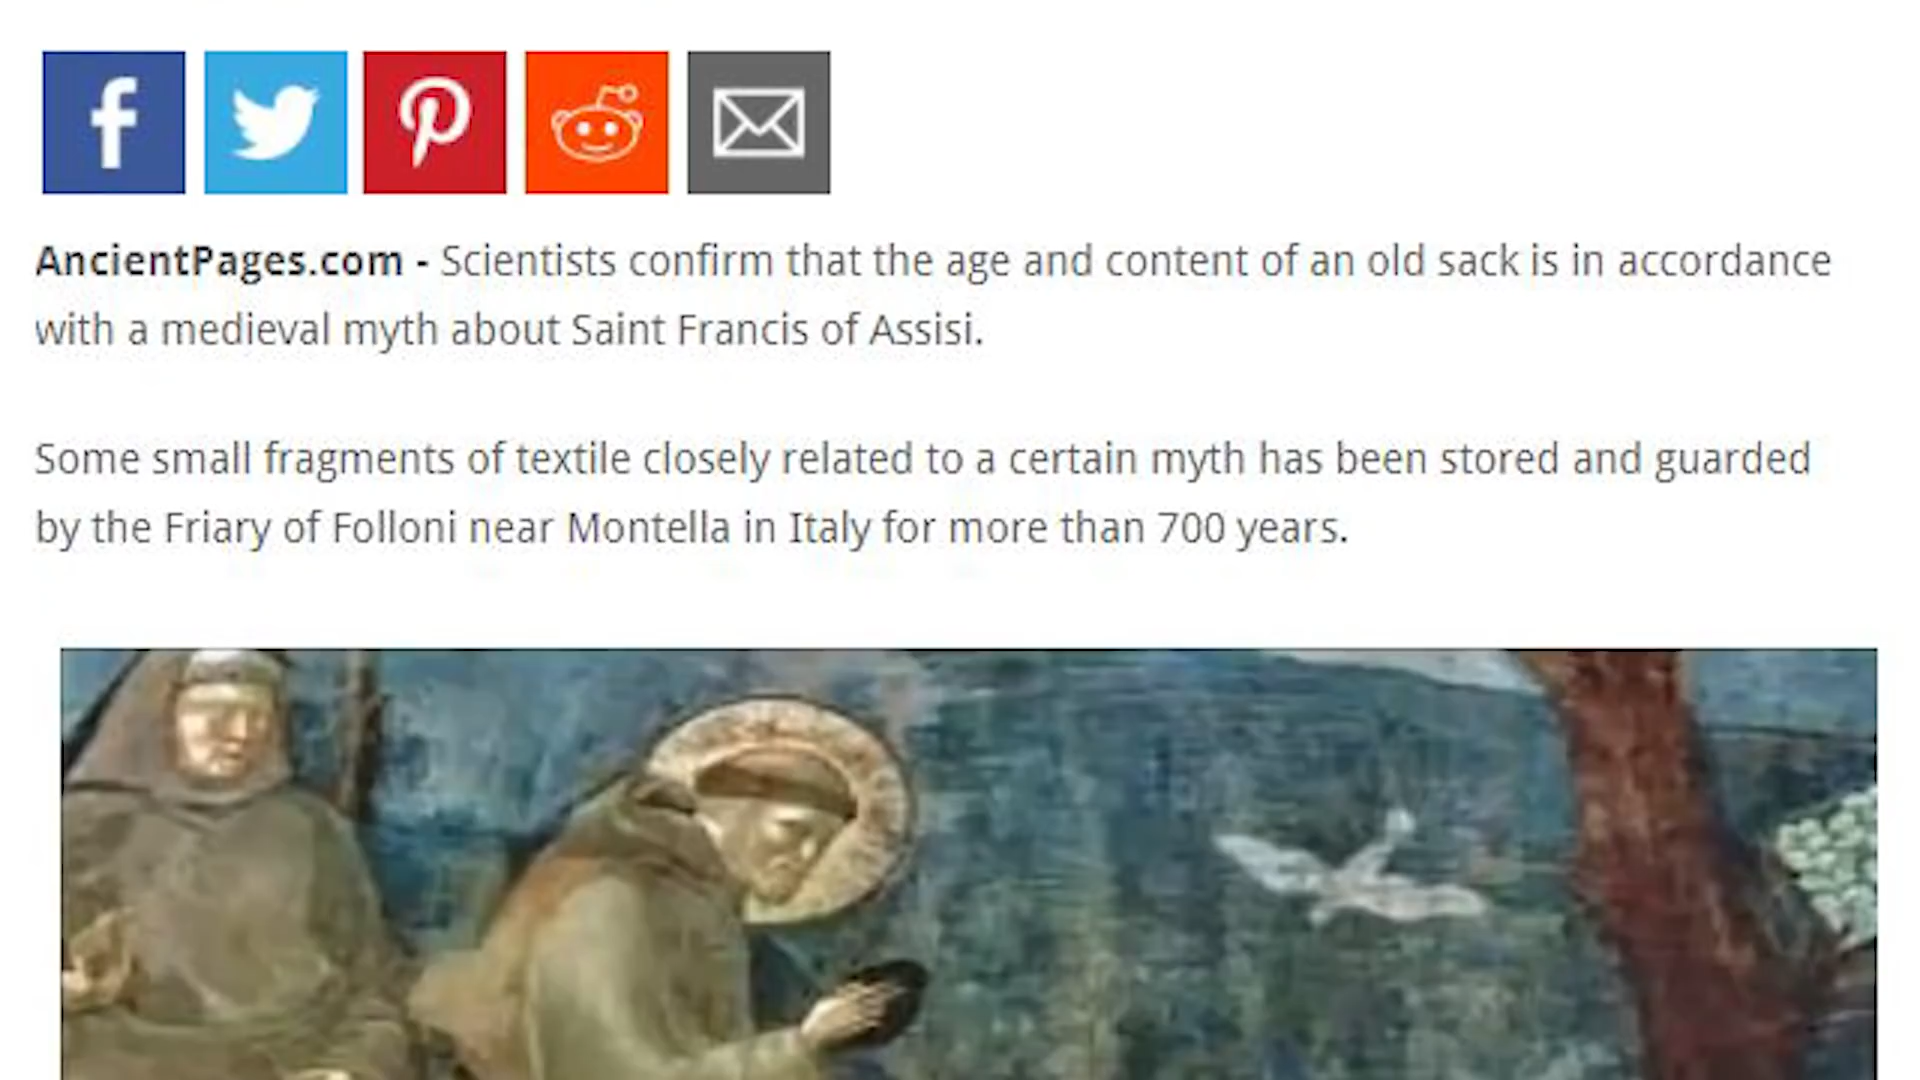 AncientPages.com - Scientists confirm that the age and content of an old sack is in accordance
with a medieval myth about Saint Francis of Assisi.
Some small fragments of textile closely related to a certain myth has been stored and guarded
by the Friary of Folloni near Montella in Italy for more than 700 years.